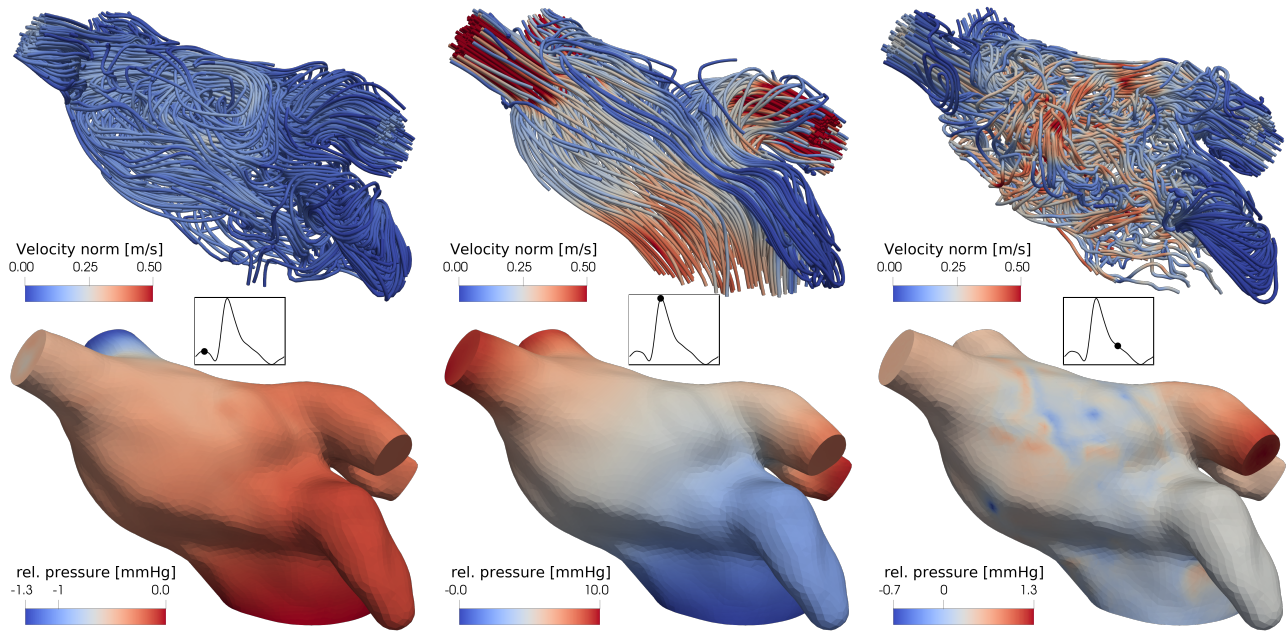 Velocity norm [m/s]
0.00 0.25 0.50
Velocity norm [m/s]
0.00 0.25 0.50
Velocity norm [m/s]
0.00 0.25 0.50
rel. pressure [mmHg]
-1.3 -1 0.0
rel. pressure [mmHg]
-0.0 10.0
rel. pressure [mmHg]
-0.7 0 1.3